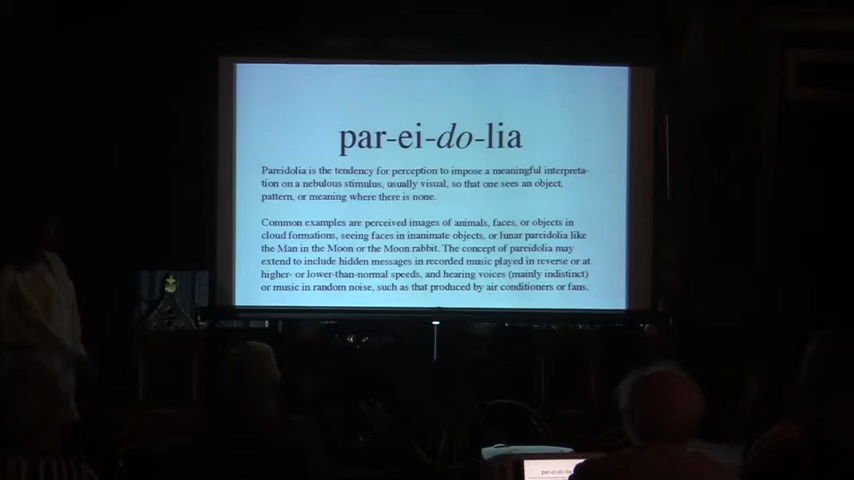 par-ei-do-lia
Pareidolia is the tendency for perception to impose a meaningful interpreta-
tion on a nebulous stimulus, usually visual, so that one sees an object,
pattern, or meaning where there is none.
Common examples are perceived images of animals, faces, or objects in
cloud formations, seeing faces in inanimate objects, or lunar pareidolia like
the Man in the Moon or the Moon rabbit. The concept of pareidolia may
extend to include hidden messages in recorded music played in reverse or at
higher- or lower-than-normal speeds, and hearing voices (mainly indistinct)
or music in random noise, such as that produced by air conditioners or fans.
par-ei-do-lia